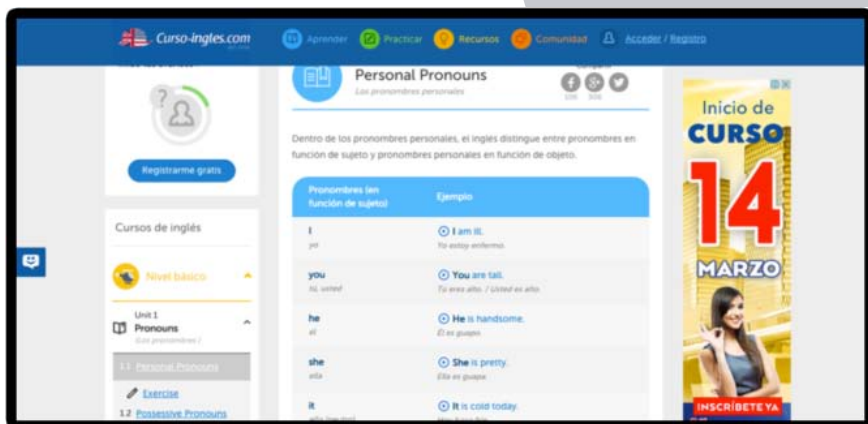 Curso-ingles.com
Aprender
Practicar
Recursos
Comunidad
Acceder / Registro
Registrarme gratis
Cursos de inglés
Nivel básico
Unit 1
Pronouns
(Los pronombres)
1.1 Personal Pronouns
Exercise
1.2 Possessive Pronouns
Personal Pronouns
Los pronombres personales
Dentro de los pronombres personales, el inglés distingue entre pronombres en
función de sujeto y pronombres personales en función de objeto.
Pronombres (en
función de sujeto)
Ejemplo
I
yo
I am ill.
Yo estoy enfermo.
you
tú, usted
You are tall.
Tu eres alto. / Usted es alto.
he
él
He is handsome.
Él es guapo.
she
ella
She is pretty.
Ella es guapa.
it
It is cold today.
Inicio de
CURSO
14
MARZO
INSCRÍBETE YA